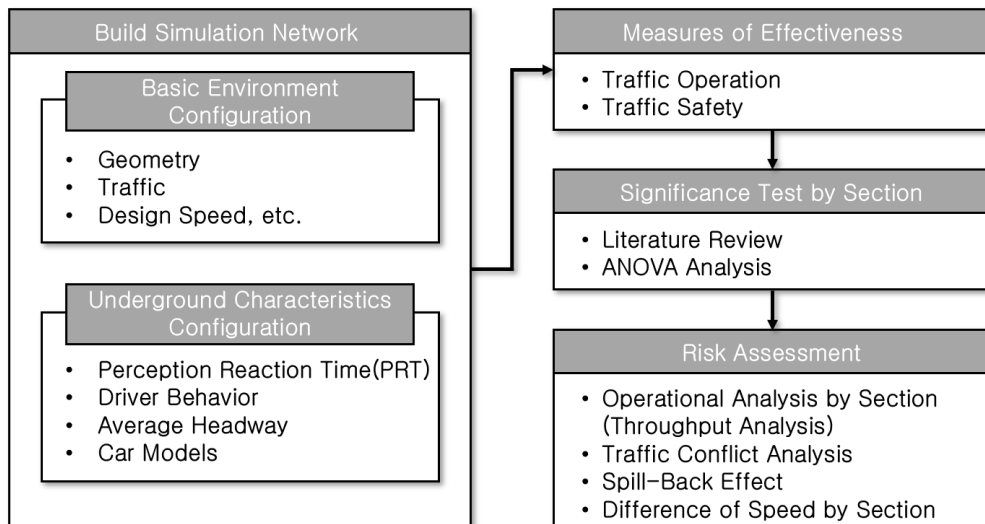 Build Simulation Network
Basic Environment
Configuration
• Geometry
• Traffic
• Design Speed, etc.
Underground Characteristics
Configuration
• Perception Reaction Time(PRT)
• Driver Behavior
• Average Headway
• Car Models
Measures of Effectiveness
• Traffic Operation
• Traffic Safety
Significance Test by Section
• Literature Review
• ANOVA Analysis
Risk Assessment
• Operational Analysis by Section
(Throughput Analysis)
• Traffic Conflict Analysis
• Spill-Back Effect
• Difference of Speed by Section